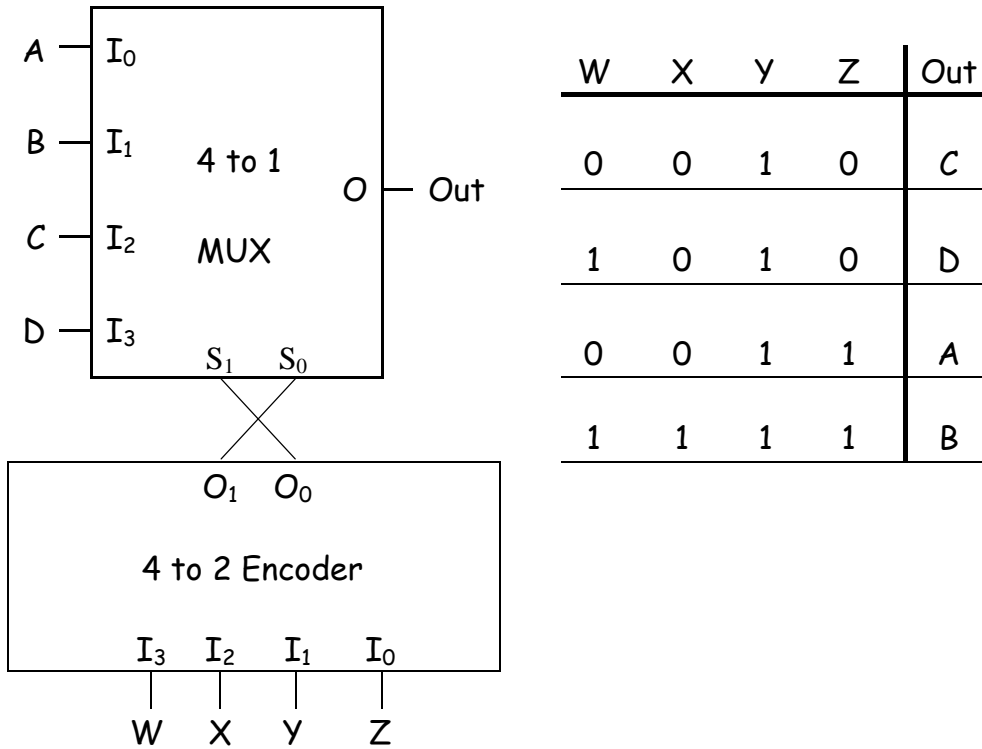 A I₀
B I₁
4 to 1
O Out
C I₂
MUX
D I₃
S₁ S₀
O₁ O₀
4 to 2 Encoder
I₃ I₂ I₁ I₀
W X Y Z
W X Y Z Out
0 0 1 0 C
1 0 1 0 D
0 0 1 1 A
1 1 1 1 B